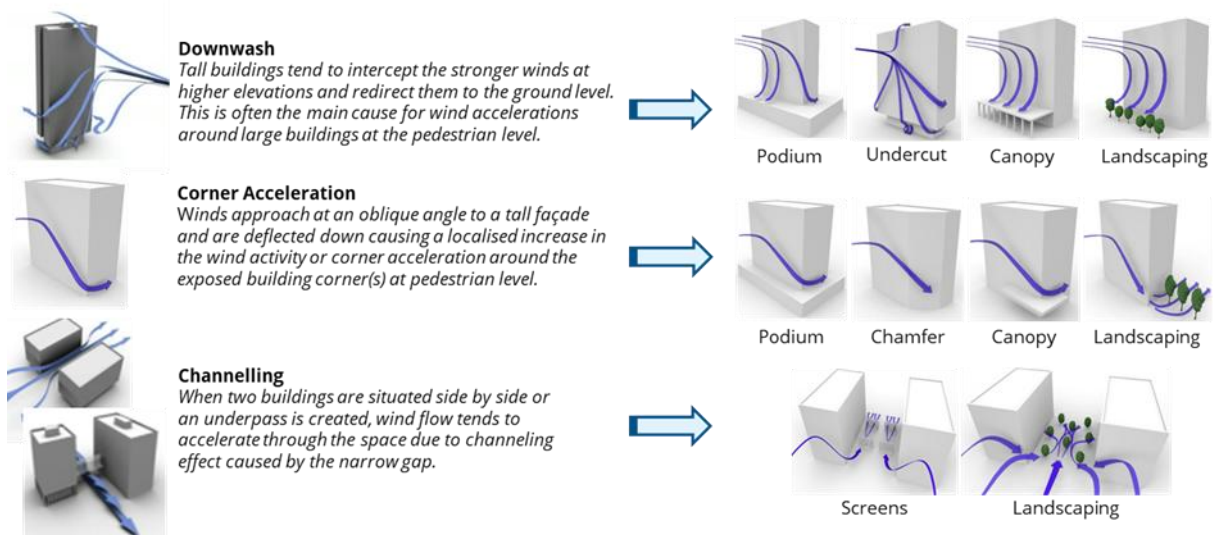 Downwash
Tall buildings tend to intercept the stronger winds at
higher elevations and redirect them to the ground level.
This is often the main cause for wind accelerations
around large buildings at the pedestrian level.
Podium
Undercut
Canopy
Landscaping
Corner Acceleration
Winds approach at an oblique angle to a tall façade
and are deflected down causing a localised increase in
the wind activity or corner acceleration around the
exposed building corner(s) at pedestrian level.
Podium
Chamfer
Canopy
Landscaping
Channelling
When two buildings are situated side by side or
an underpass is created, wind flow tends to
accelerate through the space due to channeling
effect caused by the narrow gap.
Screens
Landscaping